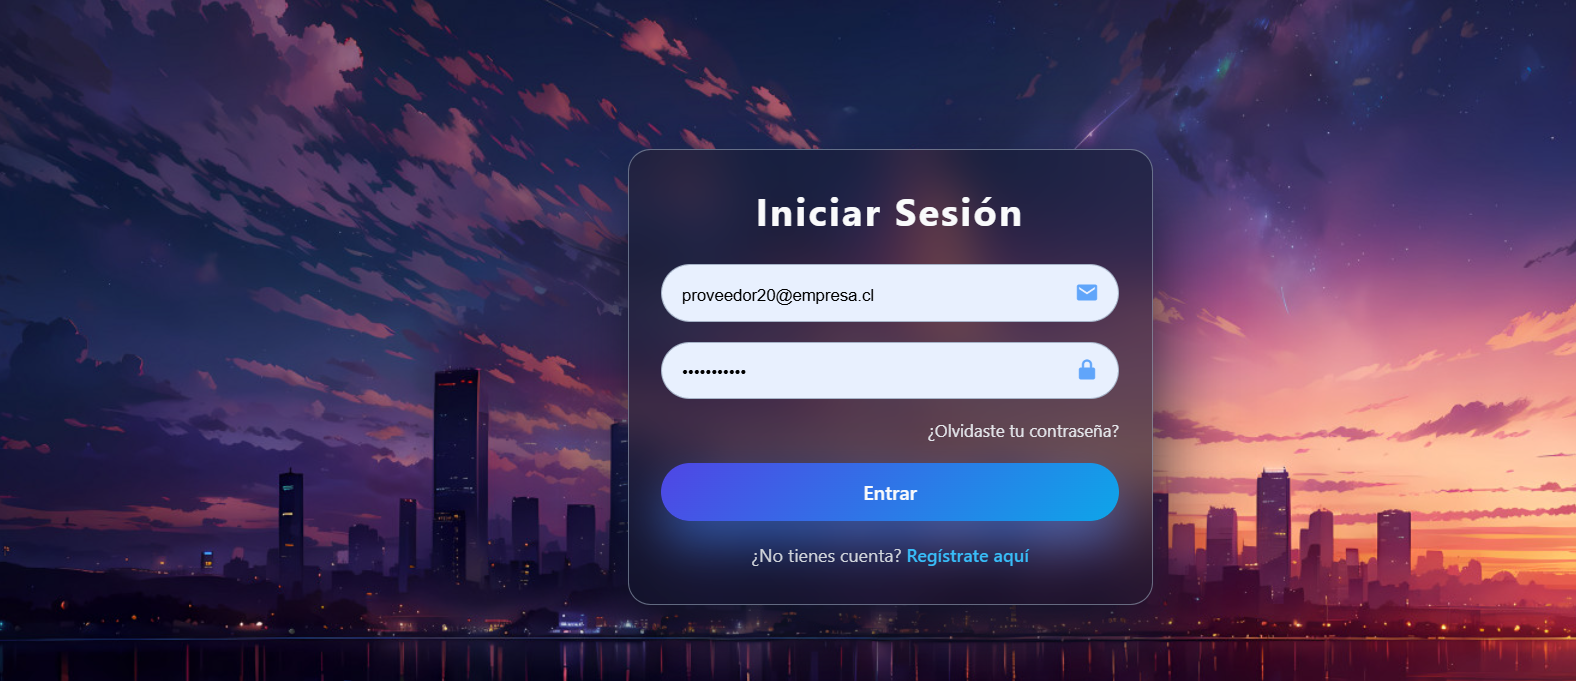 Iniciar Sesión
proveedor20@empresa.cl
•••••••••••
¿Olvidaste tu contraseña?
Entrar
¿No tienes cuenta? Regístrate aquí